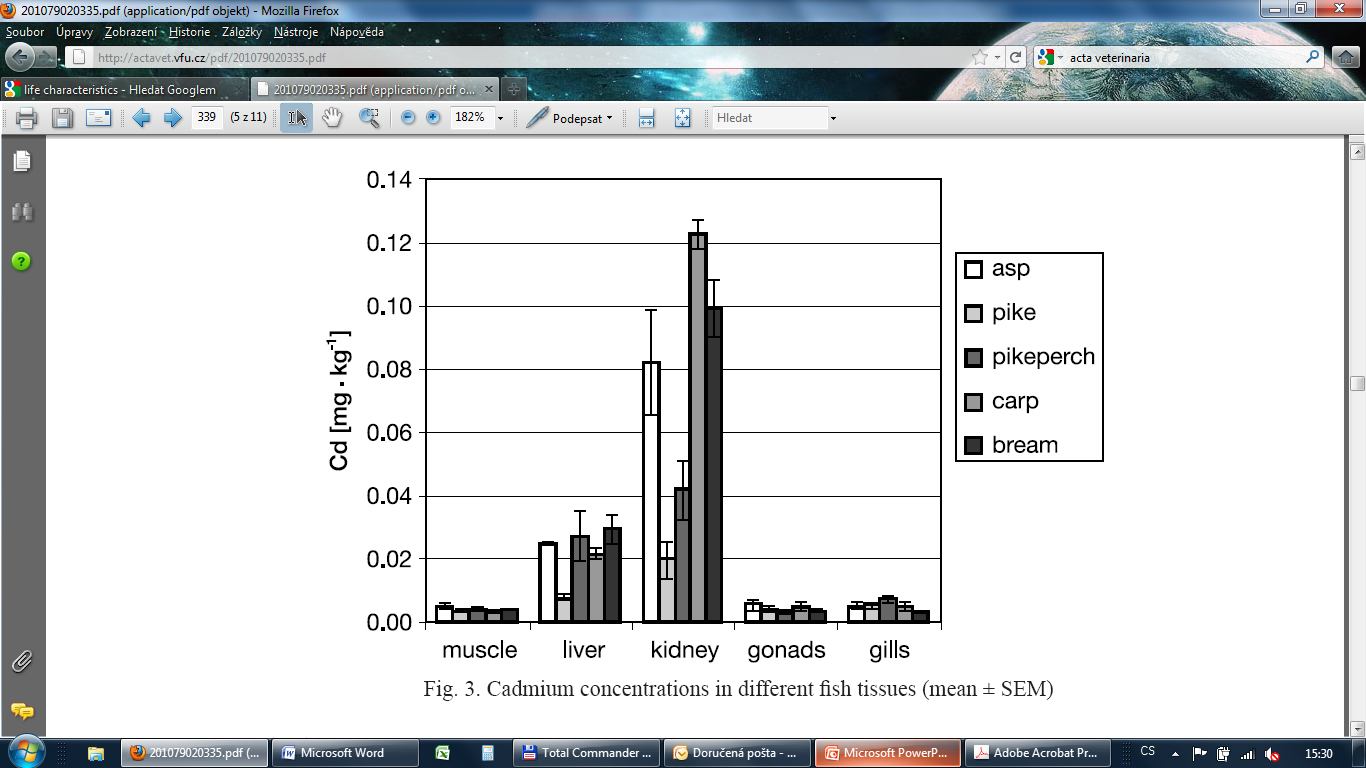 201079020335.pdf (application/pdf objekt) - Mozilla Firefox
Soubor Úpravy Zobrazení Historie Záložky Nástroje Nápověda
http://actavet.vfu.cz/pdf/201079020335.pdf acta veterinaria
life characteristics - Hledat Googlem 201079020335.pdf (application/pdf o...
339 (5 z 11) 182% Podepsat Hledat
0.14
0.12
0.10
0.08
0.06
0.04
0.02
0.00
Cd [mg · kg⁻¹]
muscle liver kidney gonads gills
asp
pike
pikeperch
carp
bream
Fig. 3. Cadmium concentrations in different fish tissues (mean ± SEM)
201079020335.pdf (... Microsoft Word Total Commander ... Doručená pošta - ... Microsoft PowerP... Adobe Acrobat Pr... CS 15:30